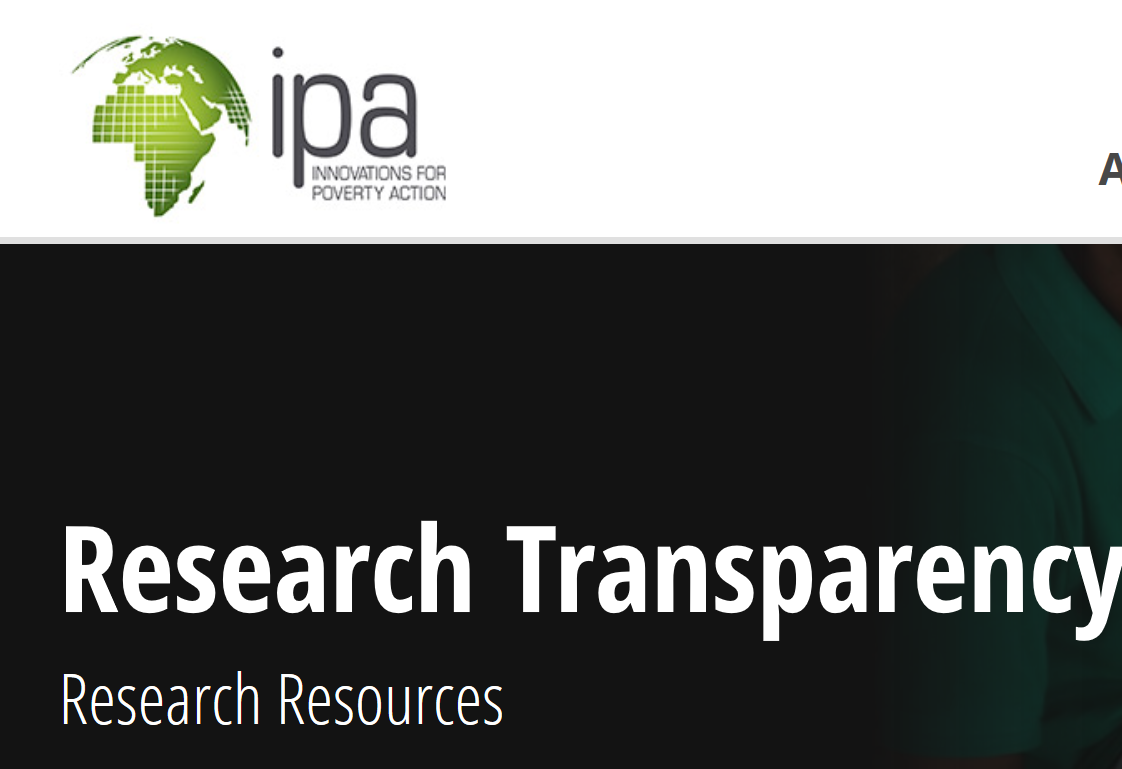 ipa
INNOVATIONS FOR
POVERTY ACTION
A
Research Transparency
Research Resources